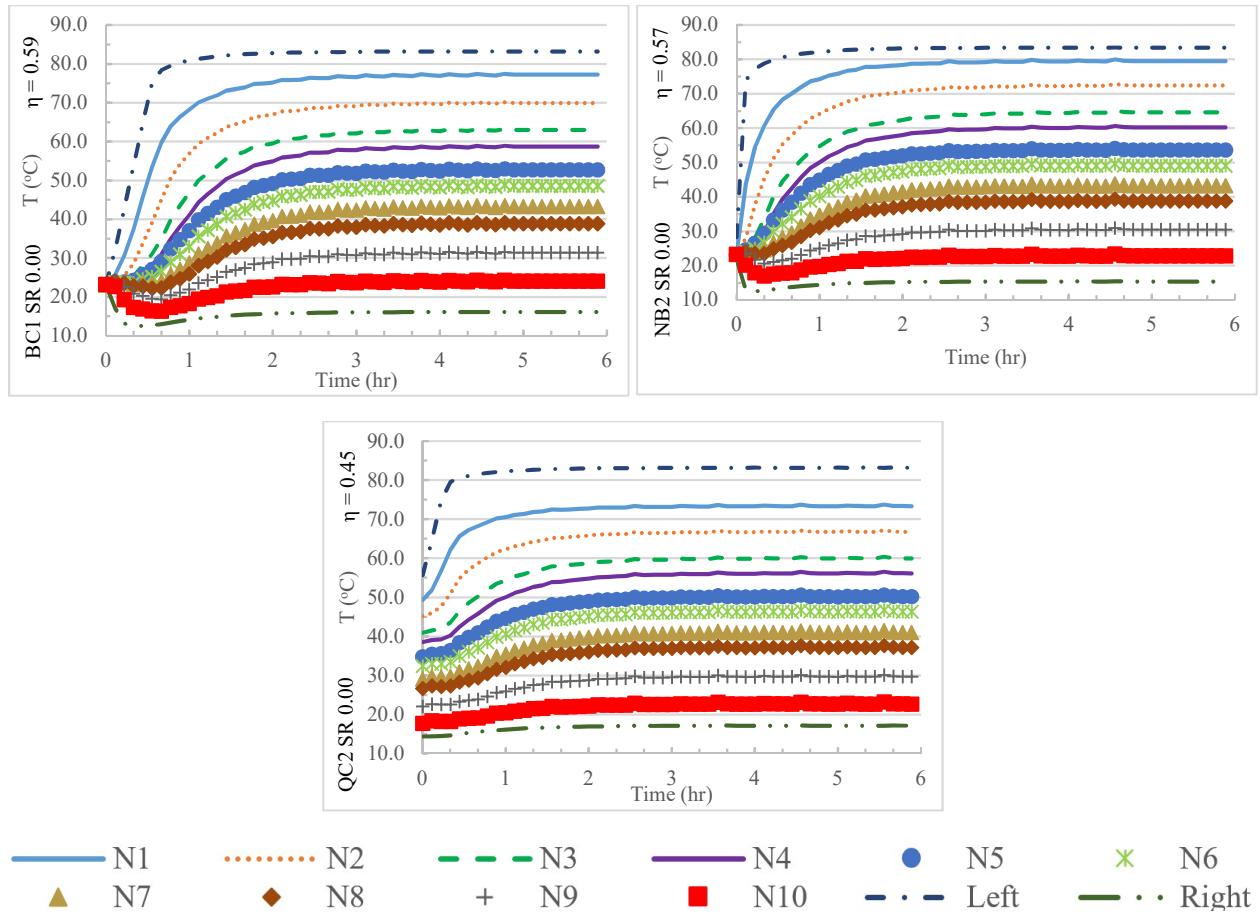 η = 0.59
T (°C)
BC1 SR 0.00
90.0
80.0
70.0
60.0
50.0
40.0
30.0
20.0
10.0
0 1 2 3 4 5 6
Time (hr)
η = 0.57
T (°C)
NB2 SR 0.00
90.0
80.0
70.0
60.0
50.0
40.0
30.0
20.0
10.0
0 1 2 3 4 5 6
Time (hr)
η = 0.45
T (°C)
QC2 SR 0.00
90.0
80.0
70.0
60.0
50.0
40.0
30.0
20.0
10.0
0 1 2 3 4 5 6
Time (hr)
N1 N2 N3 N4 N5 N6
N7 N8 N9 N10 Left Right